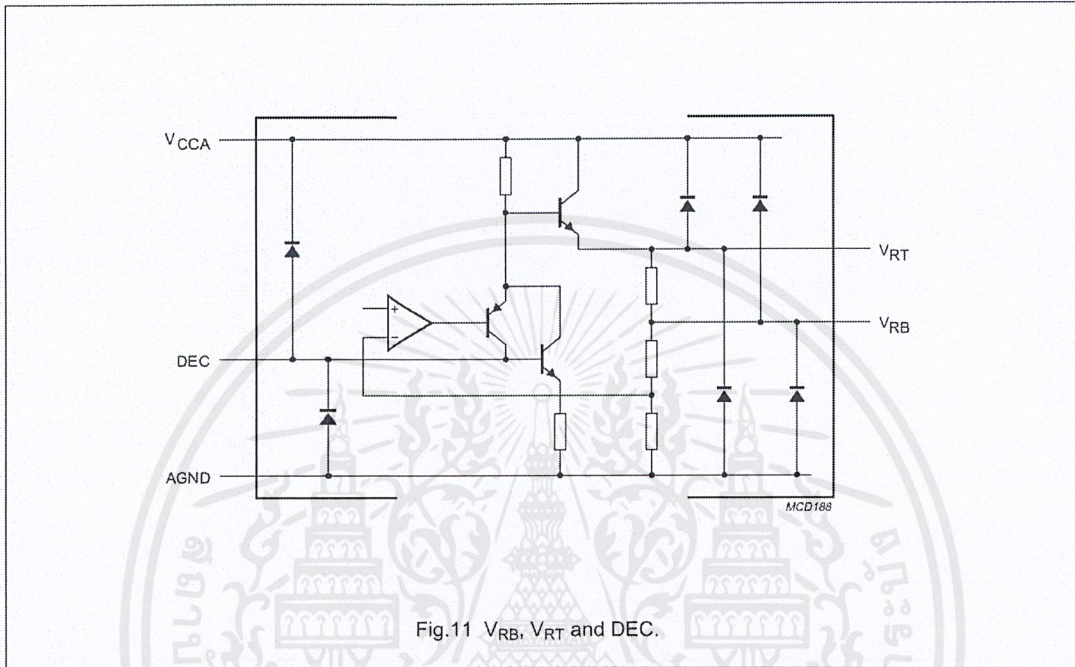 VCCA
VRT
+
−
VRB
DEC
AGND
MCD188
Fig.11 VRB, VRT and DEC.